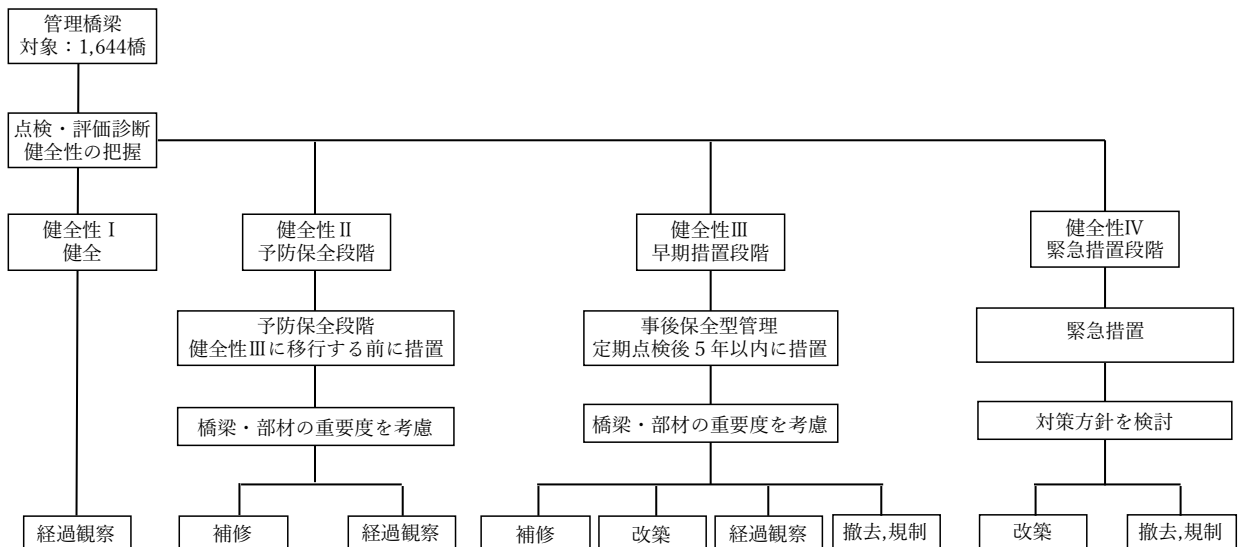 管理橋梁
対象：1,644橋
点検・評価診断
健全性の把握
健全性Ⅰ
健全
健全性Ⅱ
予防保全段階
健全性Ⅲ
早期措置段階
健全性Ⅳ
緊急措置段階
予防保全段階
健全性Ⅲに移行する前に措置
事後保全型管理
定期点検後５年以内に措置
緊急措置
橋梁・部材の重要度を考慮
橋梁・部材の重要度を考慮
対策方針を検討
経過観察
補修
経過観察
補修
改築
経過観察
撤去,規制
改築
撤去,規制